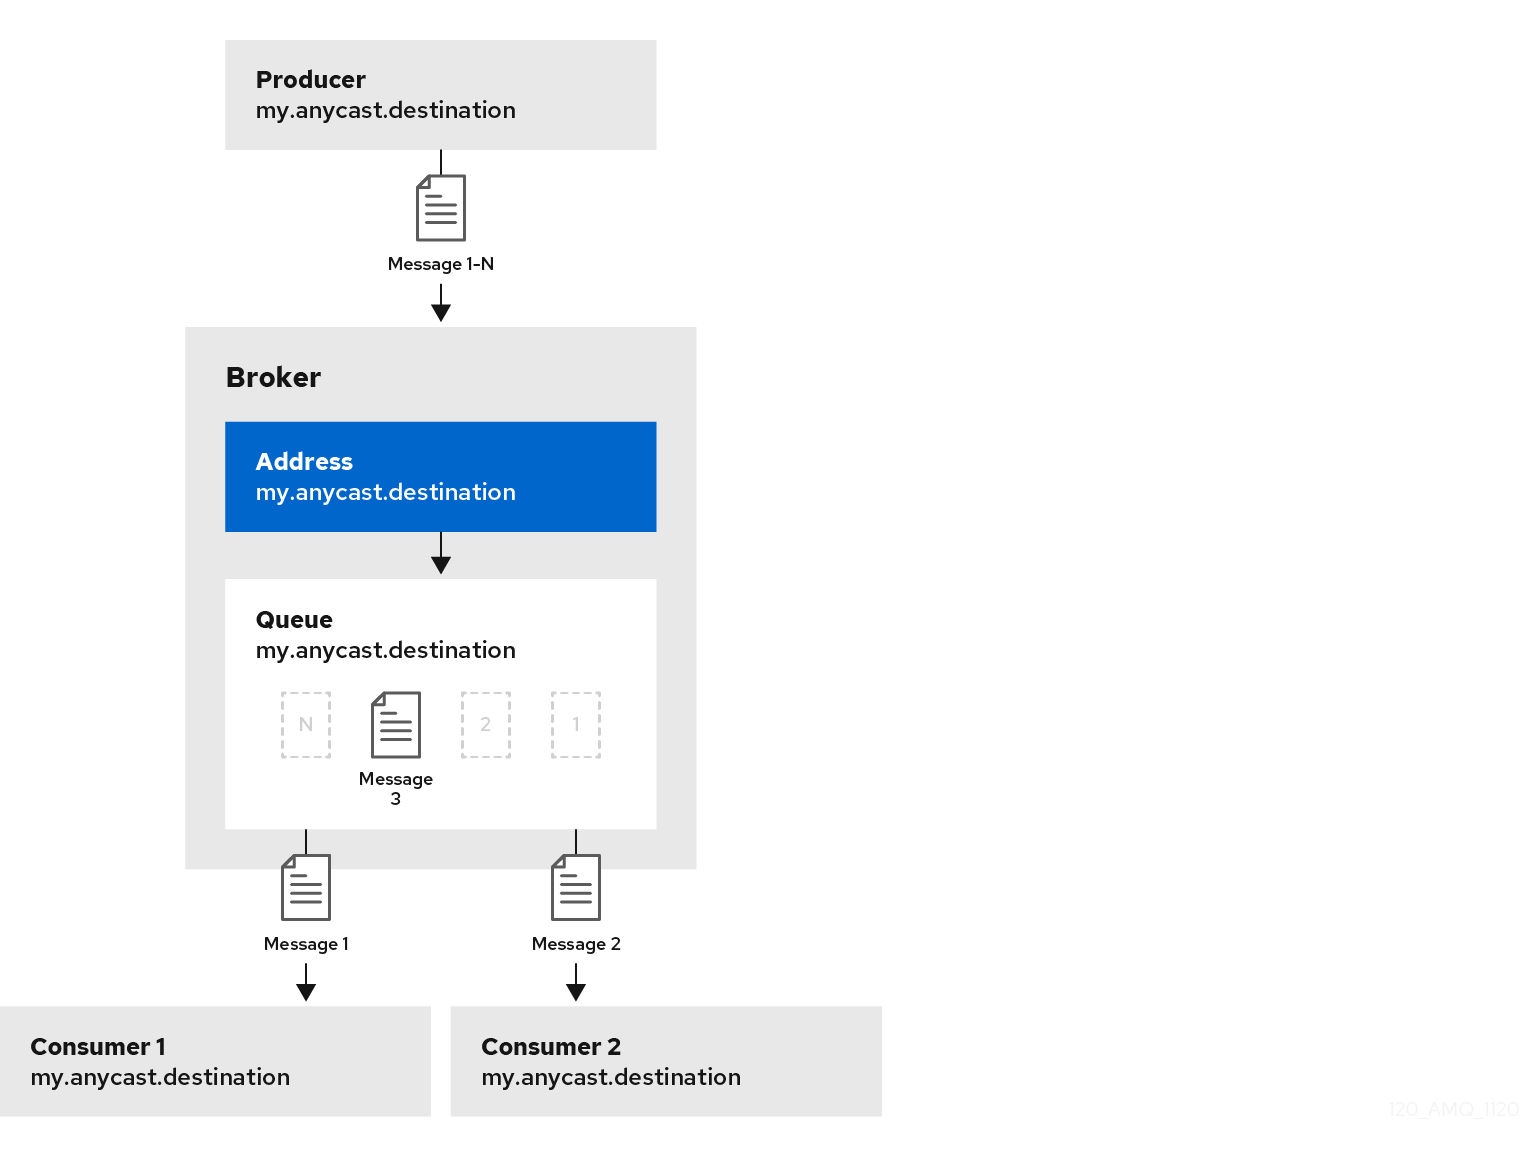 Producer
my.anycast.destination
Message 1-N
Broker
Address
my.anycast.destination
Queue
my.anycast.destination
N
2
1
Message
3
Message 1
Message 2
Consumer 1
my.anycast.destination
Consumer 2
my.anycast.destination
120_AMQ_1120